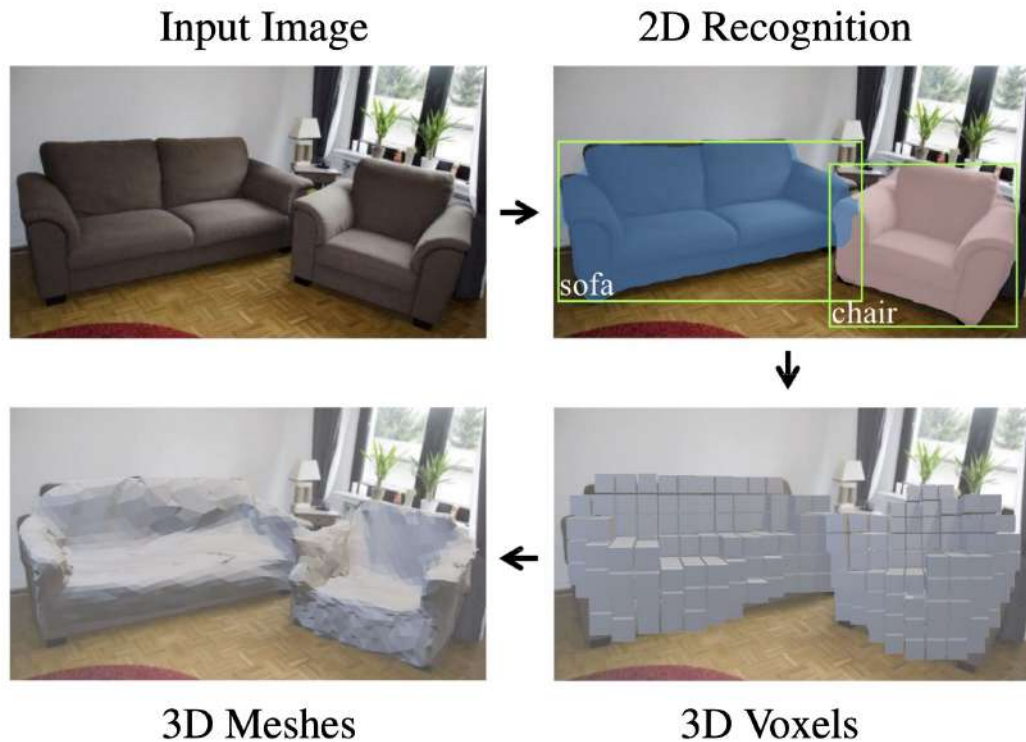 Input Image
2D Recognition
sofa
chair
3D Meshes
3D Voxels